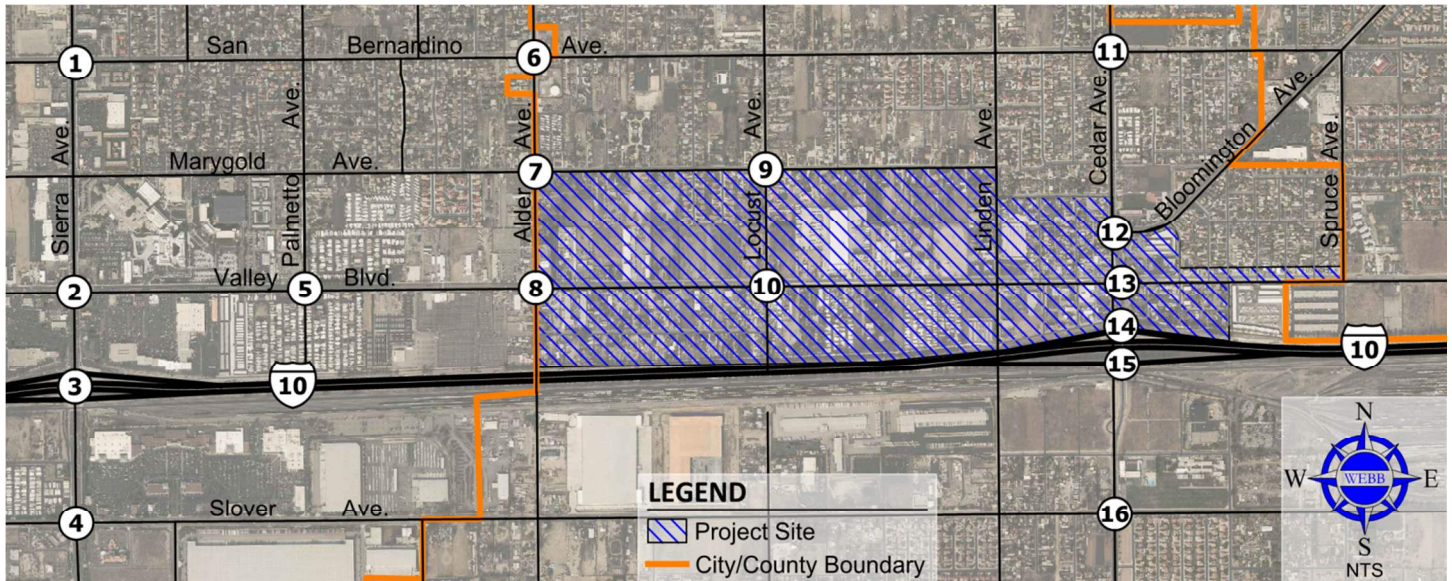 San Bernardino Ave.
1
6
11
Sierra Ave.
Palmetto Ave.
Alder Ave.
Locust Ave.
Linden Ave.
Cedar Ave.
Bloomington Ave.
Spruce Ave.
Marygold Ave.
7
9
12
Valley Blvd.
2
5
8
10
13
14
15
3
10
10
Slover Ave.
4
16
LEGEND
Project Site
City/County Boundary
N
W
WEBB
E
S
NTS